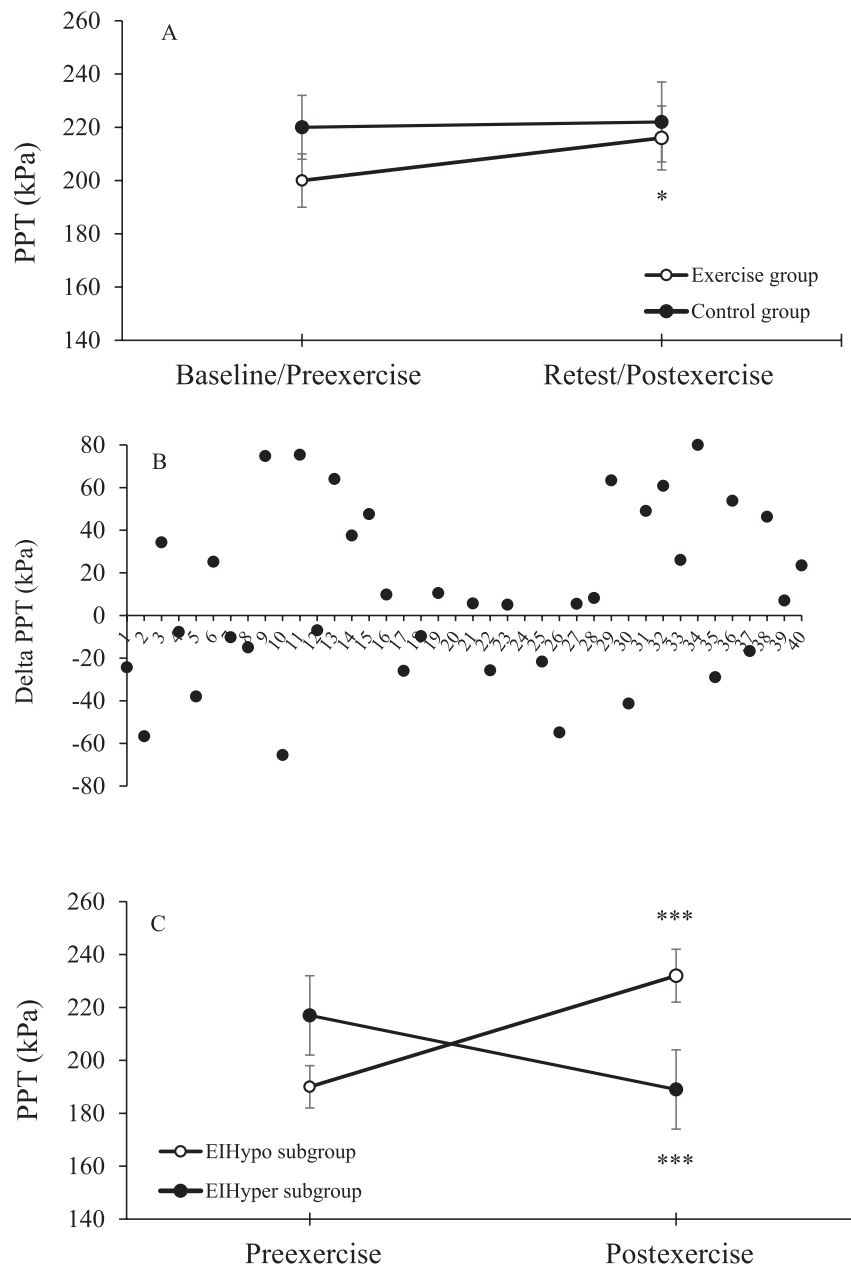 260
A
240
220
PPT (kPa)
200
*
180
160
Exercise group
Control group
140
Baseline/Preexercise Retest/Postexercise
80
B
60
40
20
Delta PPT (kPa)
0
1 2 3 4 5 6 7 8 9 10 11 12 13 14 15 16 17 18 19 20 21 22 23 24 25 26 27 28 29 30 31 32 33 34 35 36 37 38 39 40
-20
-40
-60
-80
260
C
***
240
220
PPT (kPa)
200
180
160
***
EIHypo subgroup
EIHyper subgroup
140
Preexercise Postexercise